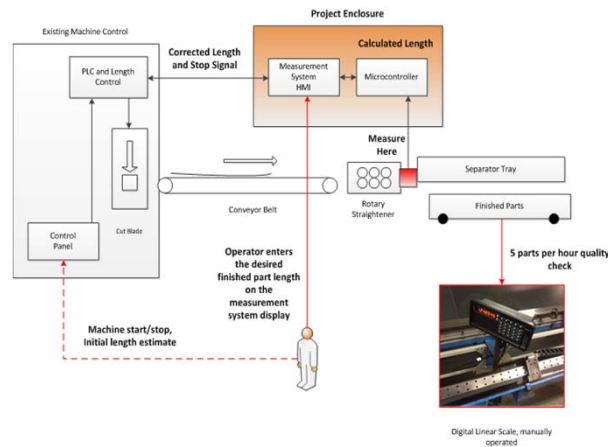 Project Enclosure
Existing Machine Control
Corrected Length
and Stop Signal
Calculated Length
PLC and Length
Control
Measurement
System
HMI
Microcontroller
Measure
Here
Separator Tray
Rotary
Straightener
Finished Parts
Conveyor Belt
Cut Blade
Control
Panel
Operator enters
the desired
finished part length
on the
measurement
system display
5 parts per hour quality
check
Machine start/stop,
Initial length estimate
Digital Linear Scale, manually
operated